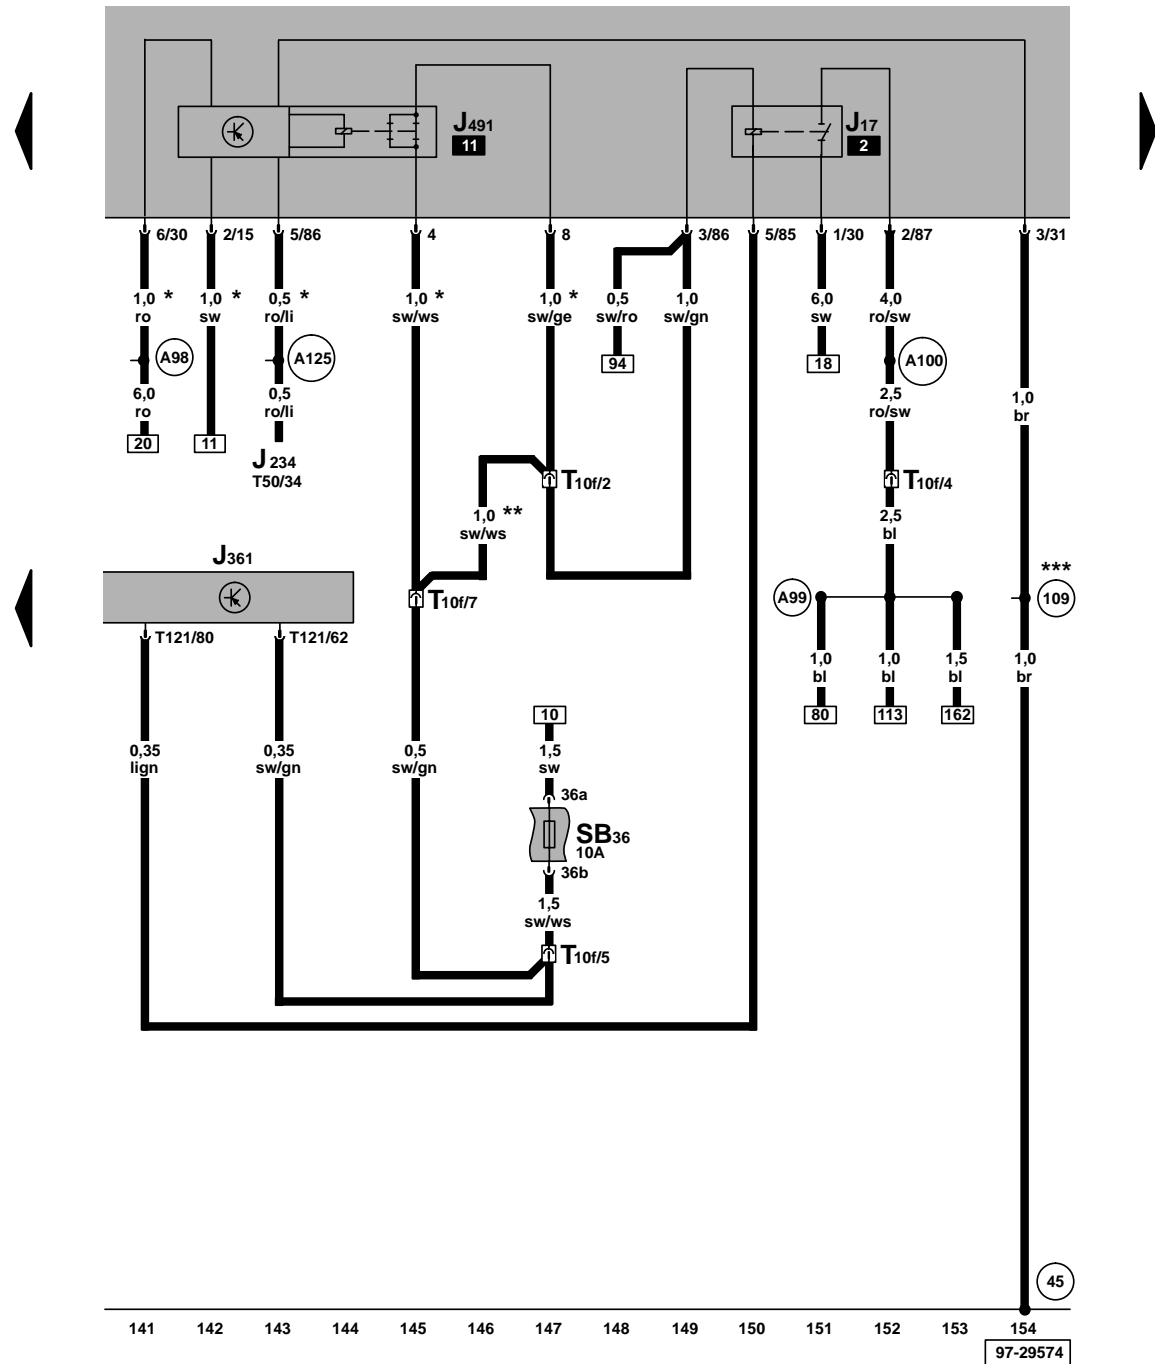 J491
11
J17
2
6/30 2/15 5/86 4 8 3/86 5/85 1/30 2/87 3/31
1,0 * 1,0 * 0,5 * 1,0 * 1,0 * 0,5 1,0 6,0 4,0
ro sw ro/li sw/ws sw/ge sw/ro sw/gn sw ro/sw
A98 A125 94 18 A100
6,0 0,5 2,5 1,0
ro ro/li ro/sw br
20 11
J234
T50/34
T10f/2 T10f/4
1,0 ** 2,5
sw/ws bl
J361
***
T10f/7 A99 109
T121/80 T121/62
1,0 1,0 1,5 1,0
bl bl bl br
10 80 113 162
0,35 0,35 0,5 1,5
lign sw/gn sw/gn sw
36a
SB36
10A
36b
1,5
sw/ws
T10f/5
45
141 142 143 144 145 146 147 148 149 150 151 152 153 154
97-29574